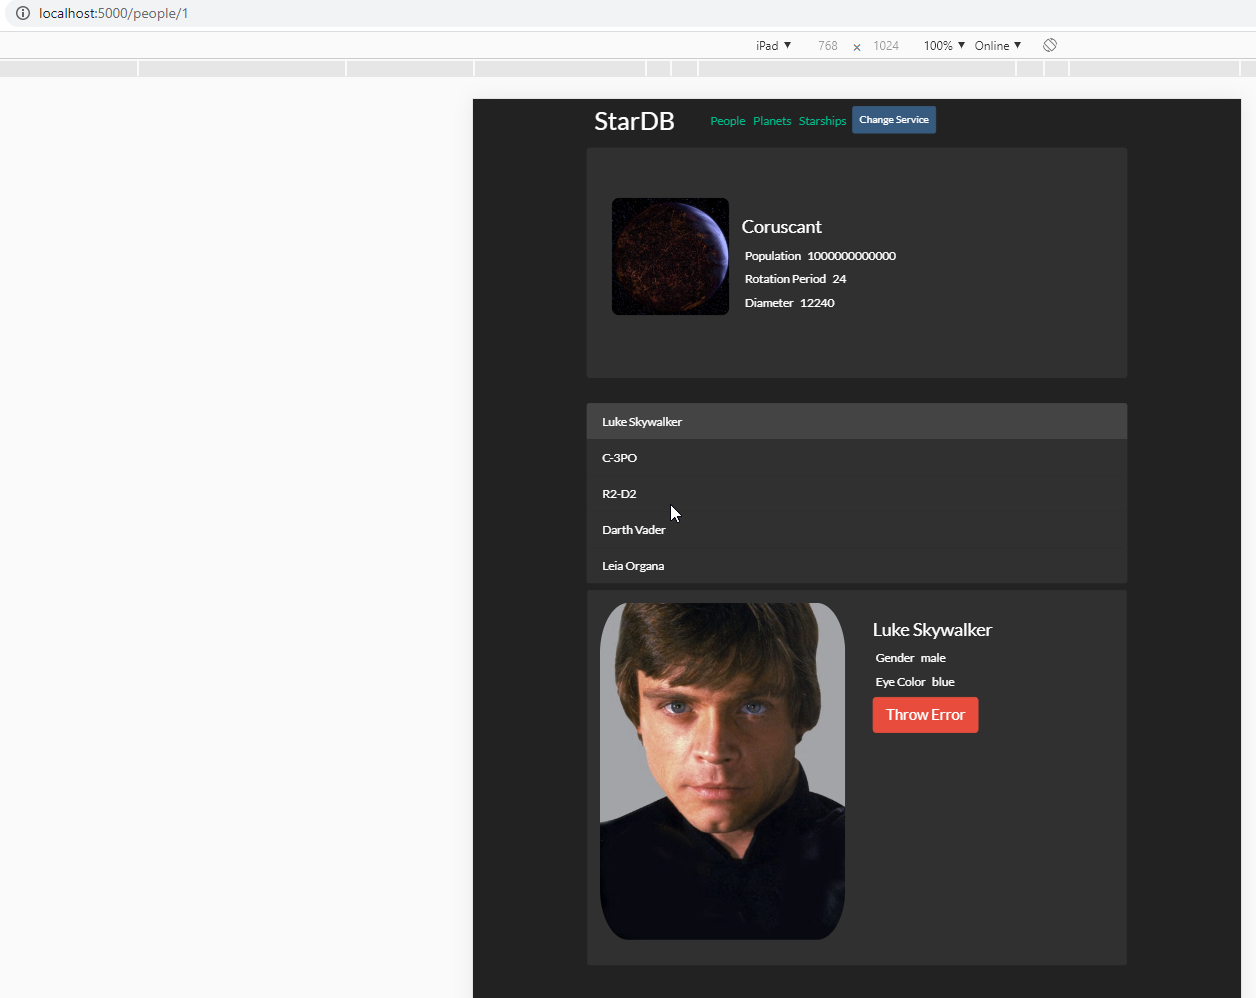 localhost:5000/people/1
iPad ▼ 768 × 1024 100% ▼ Online ▼
StarDB People Planets Starships Change Service
Coruscant
Population 1000000000000
Rotation Period 24
Diameter 12240
Luke Skywalker
C-3PO
R2-D2
Darth Vader
Leia Organa
Luke Skywalker
Gender male
Eye Color blue
Throw Error